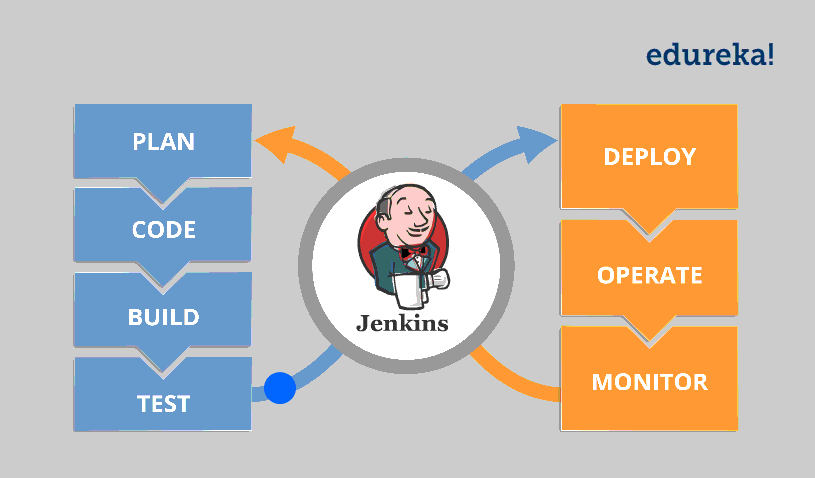 edureka!
PLAN
CODE
BUILD
TEST
Jenkins
DEPLOY
OPERATE
MONITOR